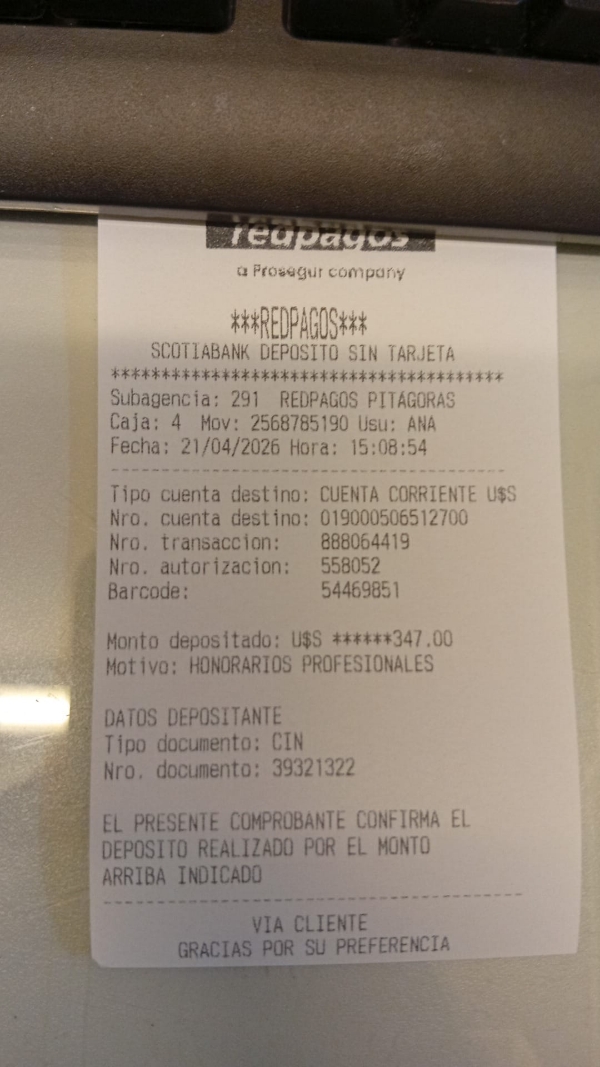 redpagos
a Prosegur company
***REDPAGOS***
SCOTIABANK DEPOSITO SIN TARJETA
****************************************
Subagencia: 291 REDPAGOS PITAGORAS
Caja: 4 Mov: 2568785190 Usu: ANA
Fecha: 21/04/2026 Hora: 15:08:54
------------------------------------------------
Tipo cuenta destino: CUENTA CORRIENTE U$S
Nro. cuenta destino: 019000506512700
Nro. transaccion: 888064419
Nro. autorizacion: 558052
Barcode: 54469851
Monto depositado: U$S ******347.00
Motivo: HONORARIOS PROFESIONALES
DATOS DEPOSITANTE
Tipo documento: CIN
Nro. documento: 39321322
EL PRESENTE COMPROBANTE CONFIRMA EL
DEPOSITO REALIZADO POR EL MONTO
ARRIBA INDICADO
------------------------------------------------
VIA CLIENTE
GRACIAS POR SU PREFERENCIA